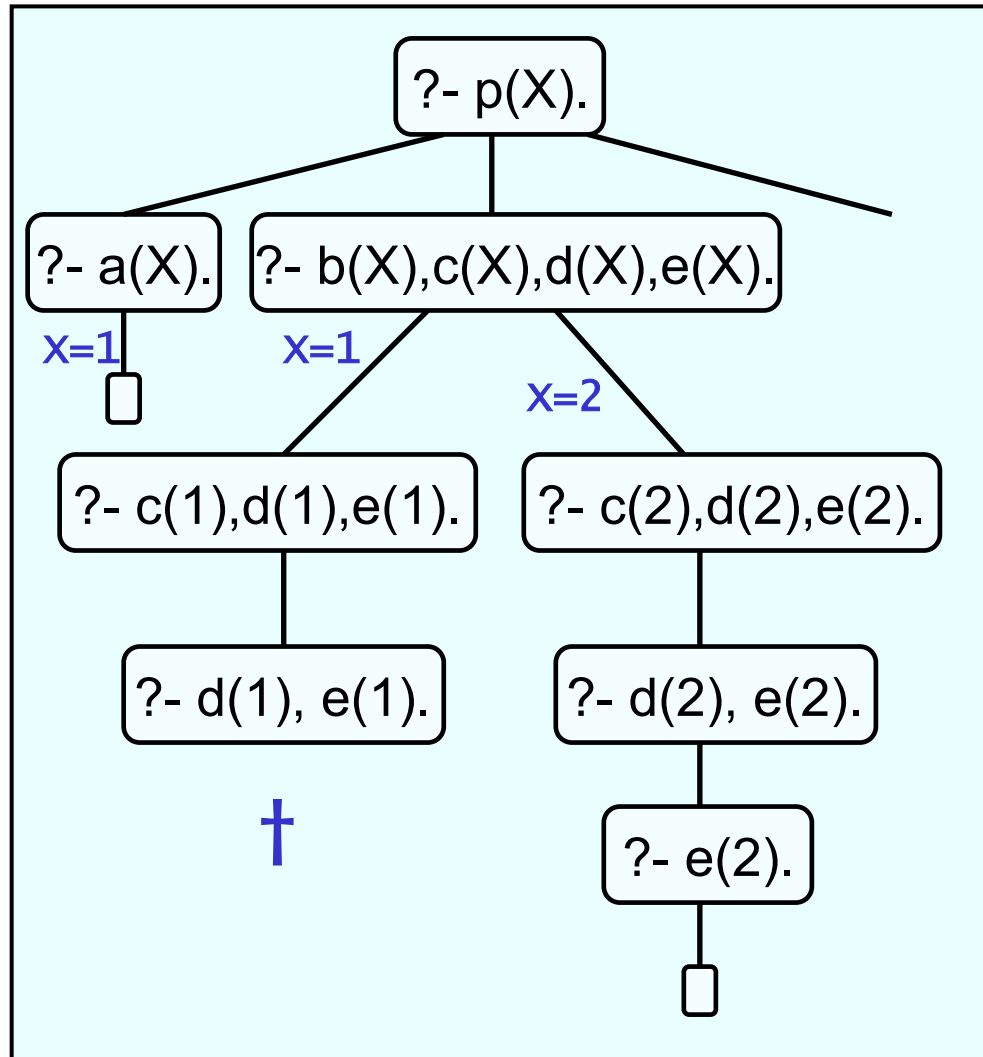 ?- p(X).
?- a(X).
?- b(X),c(X),d(X),e(X).
X=1
X=1
X=2
?- c(1),d(1),e(1).
?- c(2),d(2),e(2).
?- d(1), e(1).
?- d(2), e(2).
†
?- e(2).